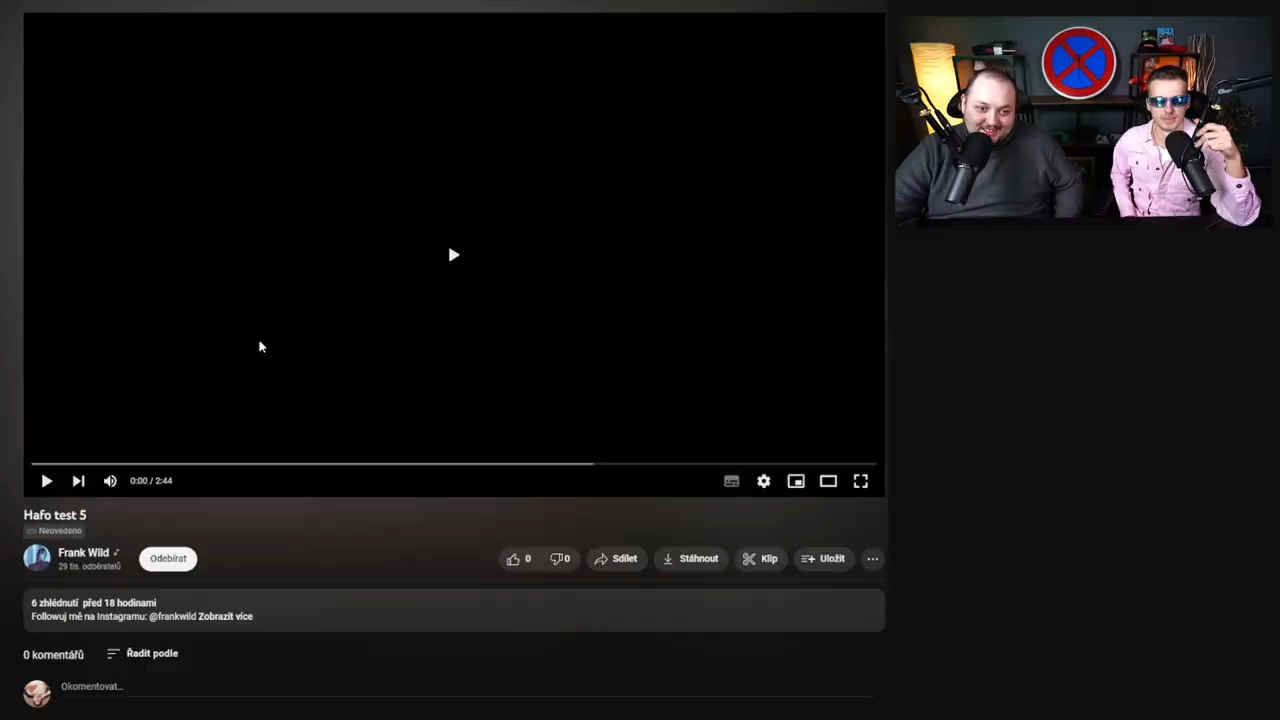 0:00 / 2:44
Hafo test 5
Neuvedeno
Frank Wild
29 tis. odběratelů
Odebírat
0
0
Sdílet
Stáhnout
Klip
Uložit
6 zhlédnutí před 18 hodinami
Followuj mě na Instagramu: @frankwild Zobrazit více
0 komentářů
Řadit podle
Okomentovat...